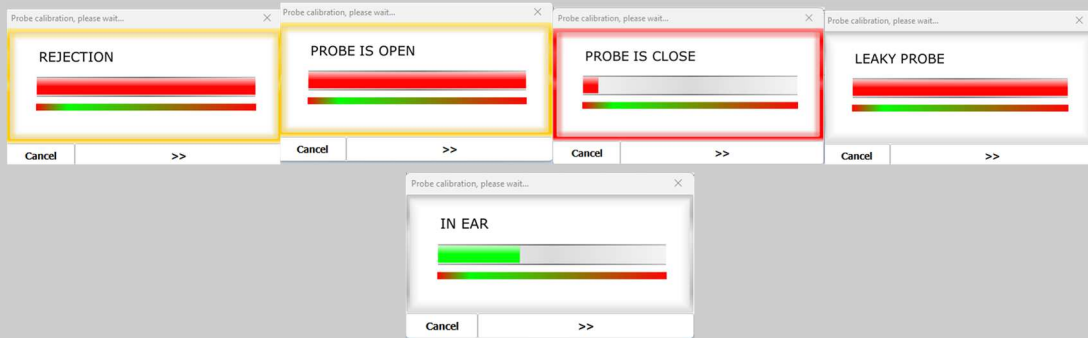 Probe calibration, please wait...
REJECTION
Cancel >>
Probe calibration, please wait...
PROBE IS OPEN
Cancel >>
Probe calibration, please wait...
PROBE IS CLOSE
Cancel >>
Probe calibration, please wait...
LEAKY PROBE
Cancel >>
Probe calibration, please wait...
IN EAR
Cancel >>